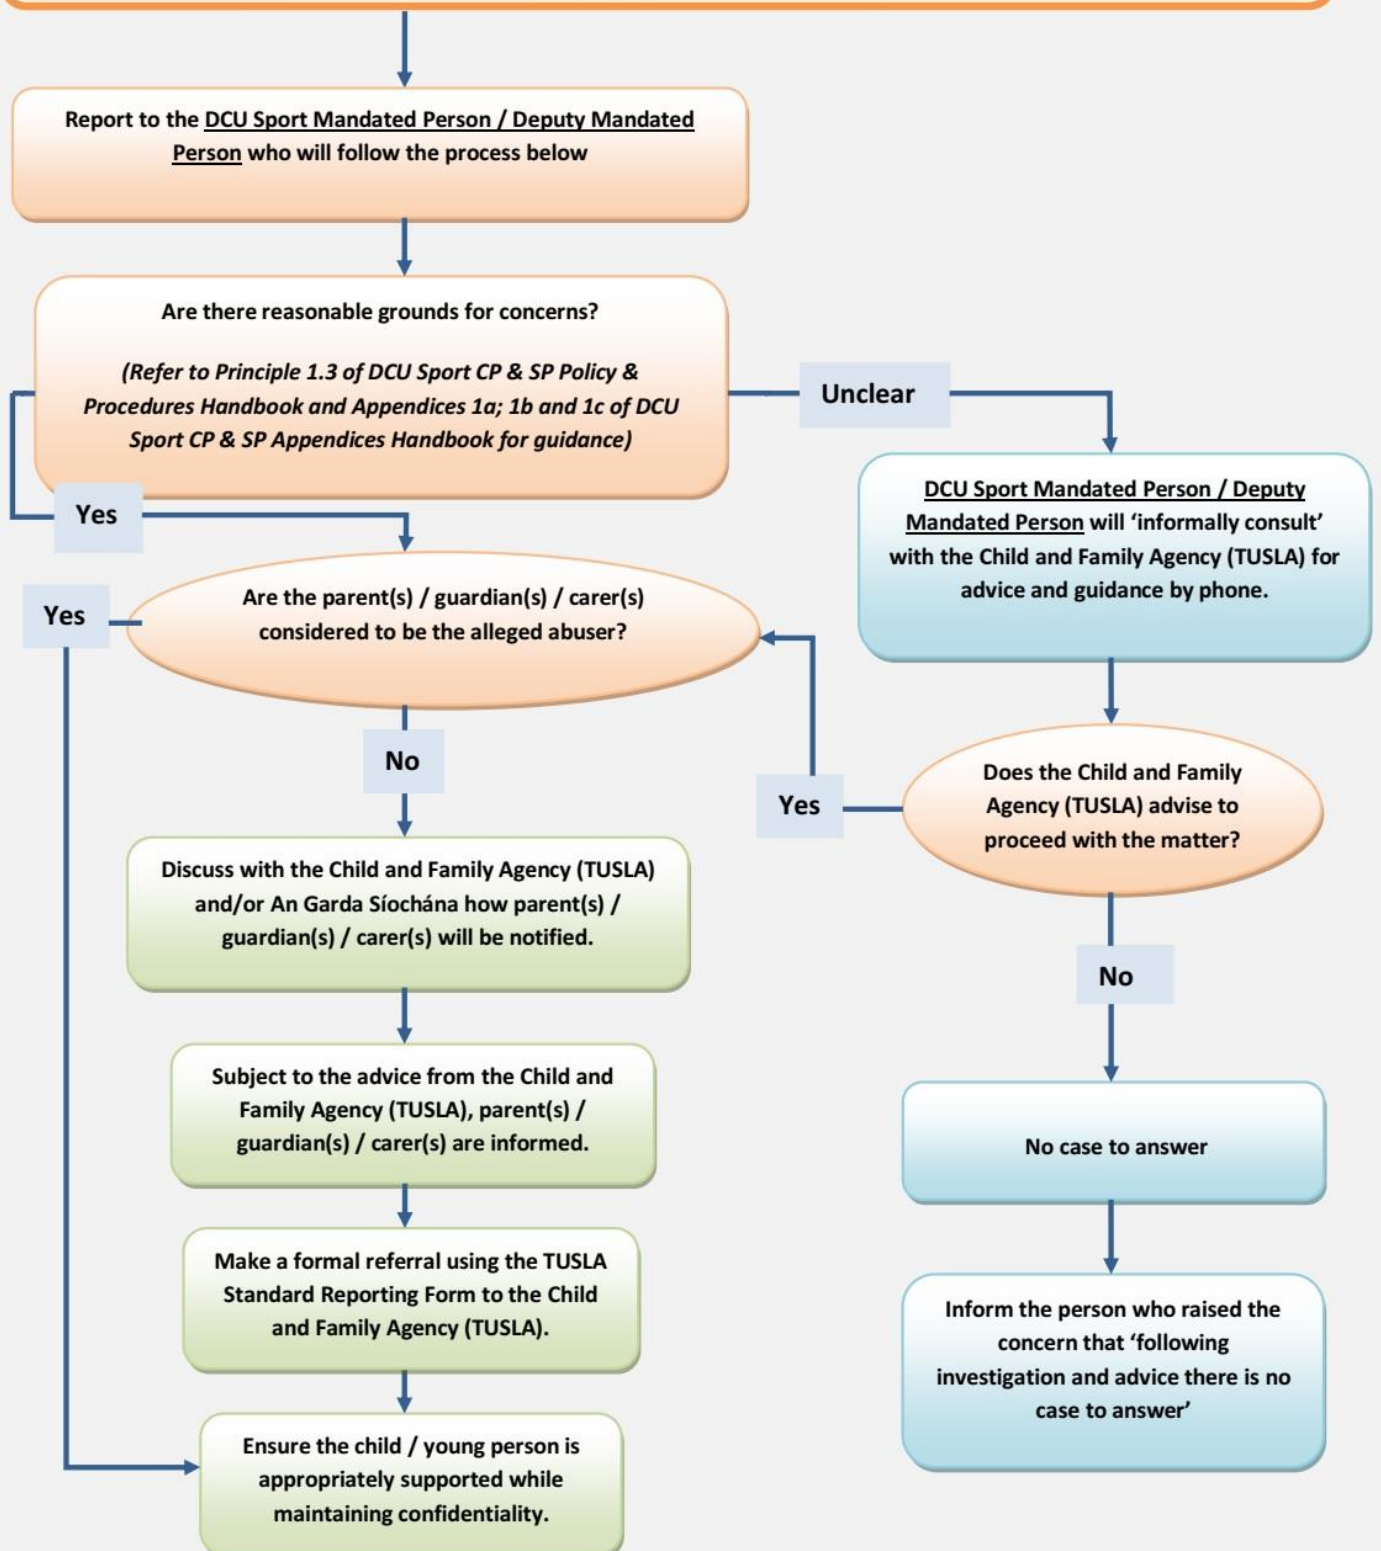 Report to the DCU Sport Mandated Person / Deputy Mandated
Person who will follow the process below
Are there reasonable grounds for concerns?
(Refer to Principle 1.3 of DCU Sport CP & SP Policy &
Procedures Handbook and Appendices 1a; 1b and 1c of DCU
Sport CP & SP Appendices Handbook for guidance)
Unclear
DCU Sport Mandated Person / Deputy
Mandated Person will ‘informally consult’
with the Child and Family Agency (TUSLA) for
advice and guidance by phone.
Yes
Are the parent(s) / guardian(s) / carer(s)
considered to be the alleged abuser?
Yes
No
Does the Child and Family
Agency (TUSLA) advise to
proceed with the matter?
Yes
No
Discuss with the Child and Family Agency (TUSLA)
and/or An Garda Síochána how parent(s) /
guardian(s) / carer(s) will be notified.
Subject to the advice from the Child and
Family Agency (TUSLA), parent(s) /
guardian(s) / carer(s) are informed.
No case to answer
Make a formal referral using the TUSLA
Standard Reporting Form to the Child
and Family Agency (TUSLA).
Inform the person who raised the
concern that ‘following
investigation and advice there is no
case to answer’
Ensure the child / young person is
appropriately supported while
maintaining confidentiality.